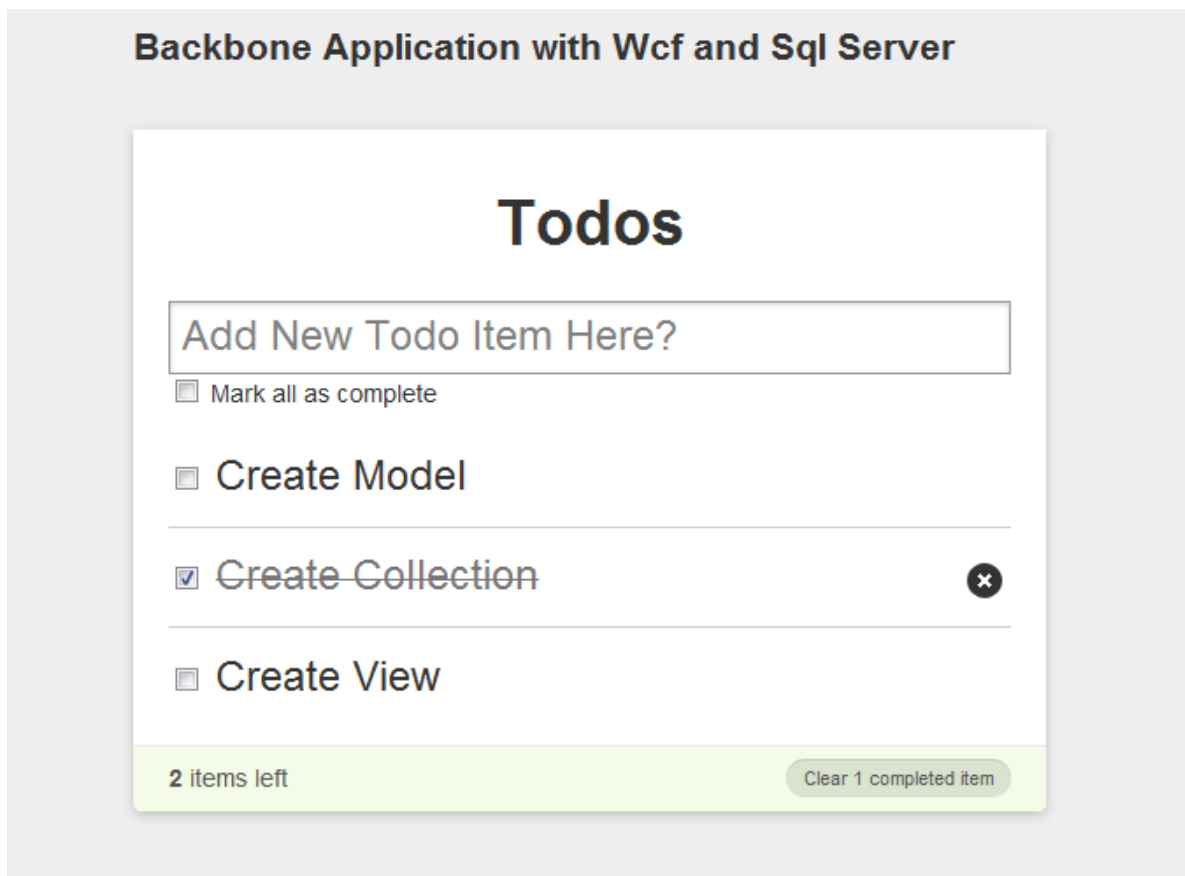 Backbone Application with Wcf and Sql Server
Todos
Add New Todo Item Here?
Mark all as complete
Create Model
Create Collection
Create View
2 items left
Clear 1 completed item